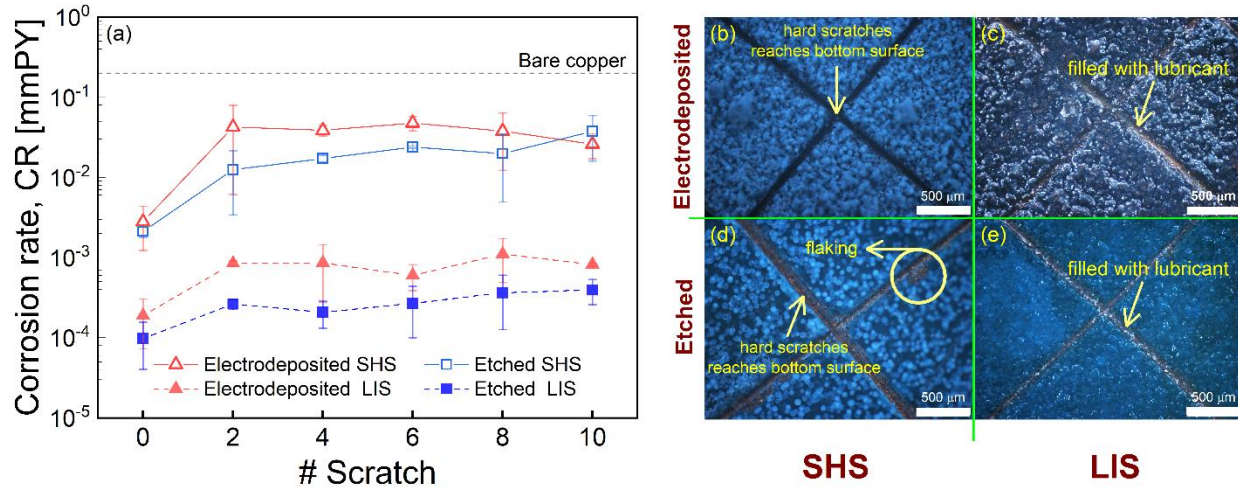 (a)
Bare copper
Corrosion rate, CR [mmPY]
10⁰
10⁻¹
10⁻²
10⁻³
10⁻⁴
10⁻⁵
Electrodeposited SHS
Etched SHS
Electrodeposited LIS
Etched LIS
0 2 4 6 8 10
# Scratch
Electrodeposited
Etched
(b)
hard scratches
reaches bottom surface
500 μm
(c)
filled with lubricant
500 μm
(d)
flaking
hard scratches
reaches bottom surface
500 μm
(e)
filled with lubricant
500 μm
SHS
LIS